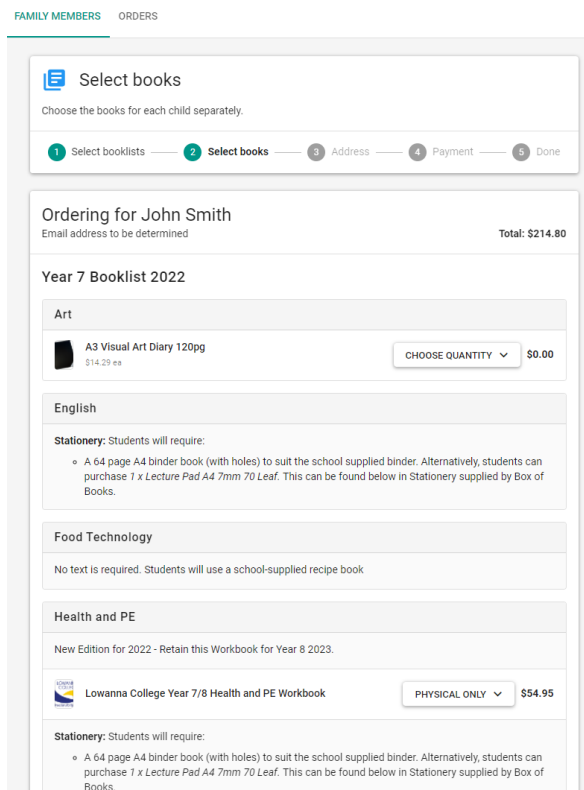 FAMILY MEMBERS ORDERS
Select books
Choose the books for each child separately.
1 Select booklists 2 Select books 3 Address 4 Payment 5 Done
Ordering for John Smith
Email address to be determined Total: $214.80
Year 7 Booklist 2022
Art
A3 Visual Art Diary 120pg
$14.29 ea
CHOOSE QUANTITY $0.00
English
Stationery: Students will require:
A 64 page A4 binder book (with holes) to suit the school supplied binder. Alternatively, students can
purchase 1 x Lecture Pad A4 7mm 70 Leaf. This can be found below in Stationery supplied by Box of
Books.
Food Technology
No text is required. Students will use a school-supplied recipe book
Health and PE
New Edition for 2022 - Retain this Workbook for Year 8 2023.
Lowanna College Year 7/8 Health and PE Workbook PHYSICAL ONLY $54.95
Stationery: Students will require:
A 64 page A4 binder book (with holes) to suit the school supplied binder. Alternatively, students can
purchase 1 x Lecture Pad A4 7mm 70 Leaf. This can be found below in Stationery supplied by Box of
Books.